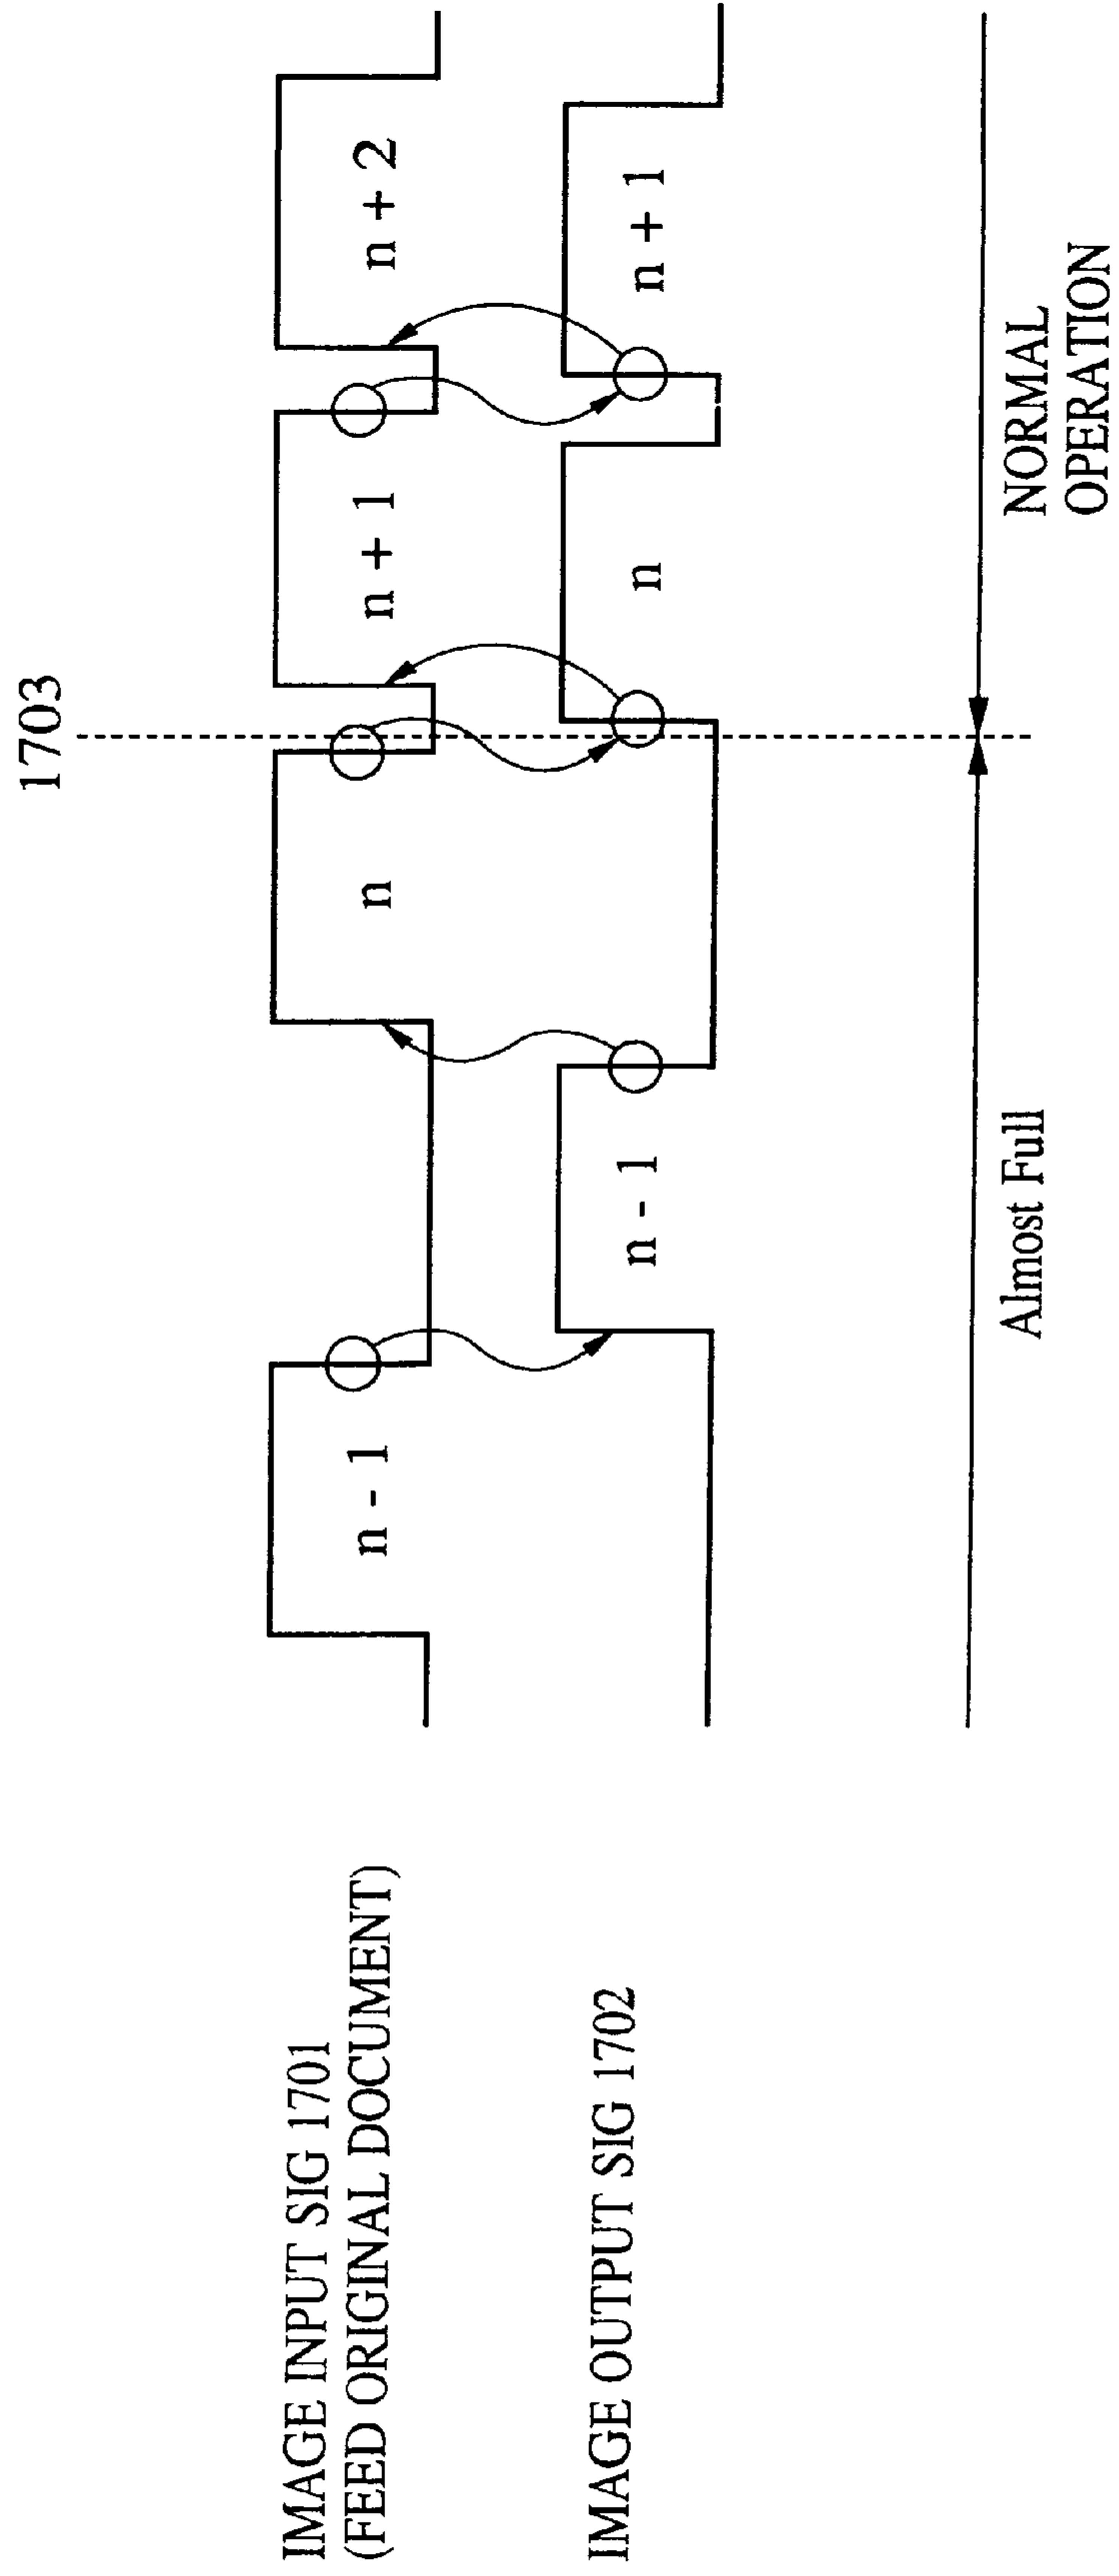 1703
IMAGE INPUT SIG 1701
(FEED ORIGINAL DOCUMENT)
n - 1
n
n + 1
n + 2
IMAGE OUTPUT SIG 1702
n - 1
n
n + 1
Almost Full
NORMAL
OPERATION